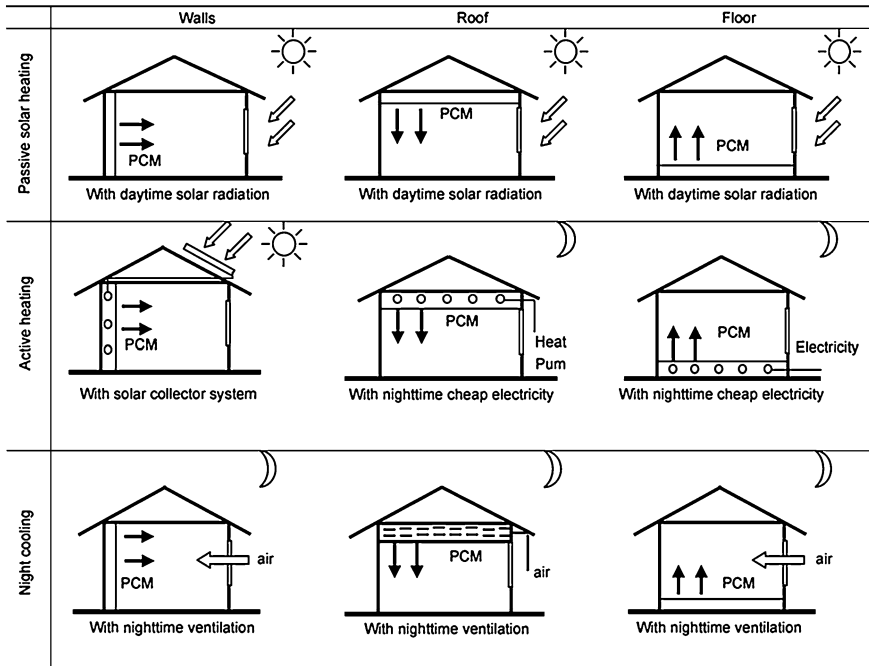 Walls Roof Floor
Passive solar heating
PCM
With daytime solar radiation
PCM
With daytime solar radiation
PCM
With daytime solar radiation
Active heating
PCM
With solar collector system
PCM
Heat
Pum
With nighttime cheap electricity
PCM
Electricity
With nighttime cheap electricity
Night cooling
PCM
air
With nighttime ventilation
PCM
air
With nighttime ventilation
PCM
air
With nighttime ventilation